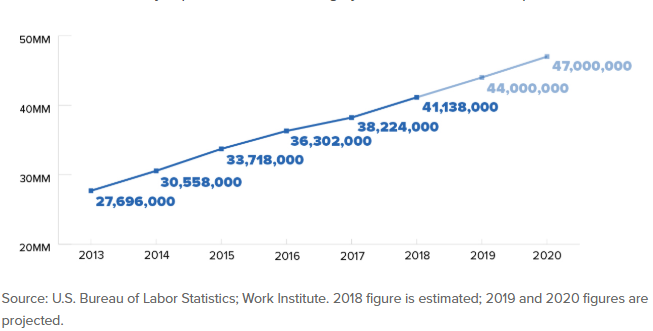 50MM
47,000,000
44,000,000
40MM
41,138,000
38,224,000
36,302,000
33,718,000
30MM
30,558,000
27,696,000
20MM
2013 2014 2015 2016 2017 2018 2019 2020
Source: U.S. Bureau of Labor Statistics; Work Institute. 2018 figure is estimated; 2019 and 2020 figures are
projected.